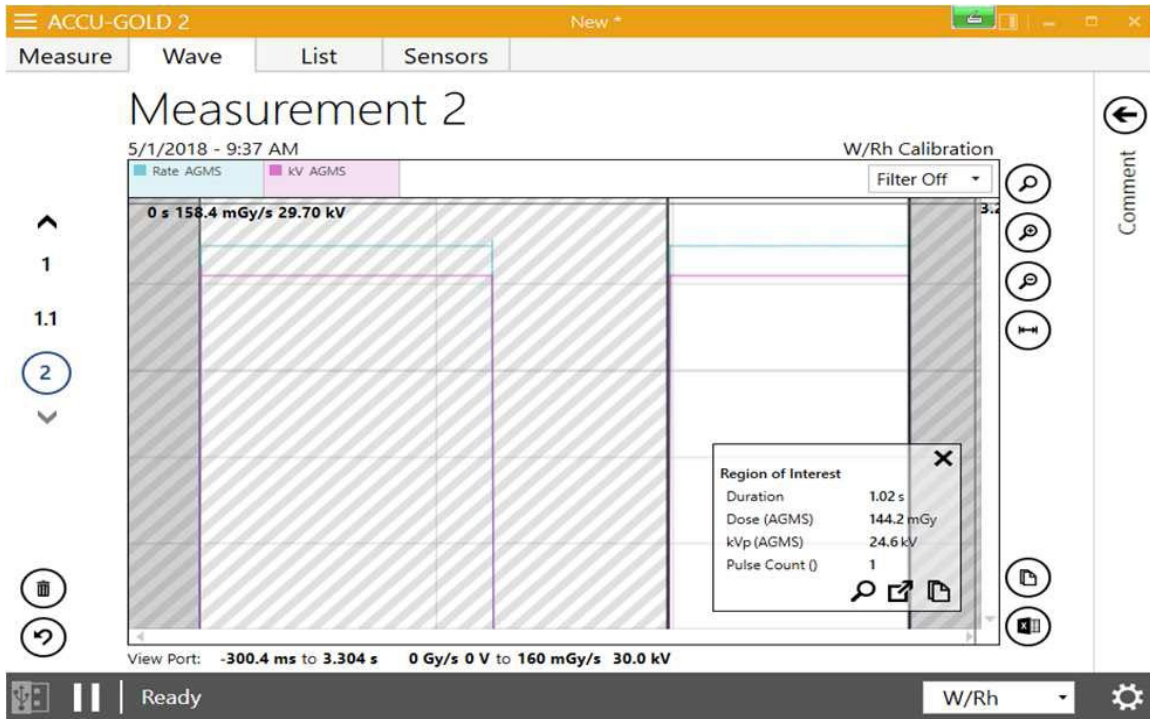 ACCU-GOLD 2
New *
Measure Wave List Sensors
Measurement 2
5/1/2018 - 9:37 AM
W/Rh Calibration
Rate AGMS
kV AGMS
Filter Off
0 s 158.4 mGy/s 29.70 kV
3.2
1
1.1
2
Comment
Region of Interest
Duration 1.02 s
Dose (AGMS) 144.2 mGy
kVp (AGMS) 24.6 kV
Pulse Count () 1
View Port: -300.4 ms to 3.304 s 0 Gy/s 0 V to 160 mGy/s 30.0 kV
Ready
W/Rh